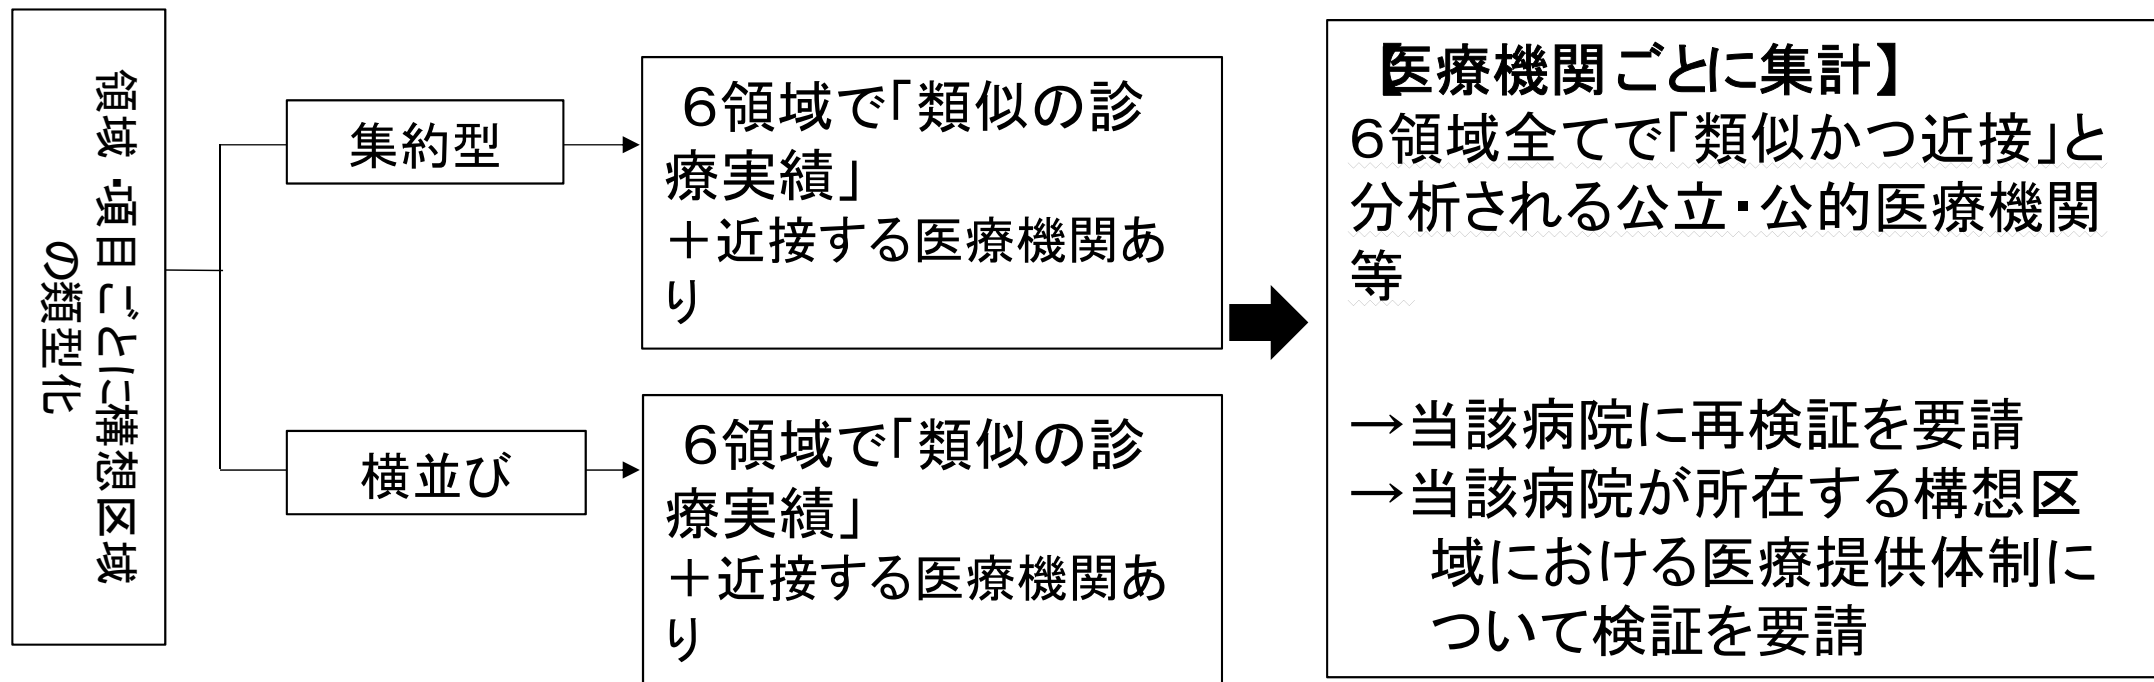 領域・項目ごとに構想区域
の類型化
集約型
６領域で「類似の診
療実績」
＋近接する医療機関あ
り
横並び
６領域で「類似の診
療実績」
＋近接する医療機関あ
り
【医療機関ごとに集計】
６領域全てで「類似かつ近接」と
分析される公立・公的医療機関
等
→当該病院に再検証を要請
→当該病院が所在する構想区
域における医療提供体制に
ついて検証を要請